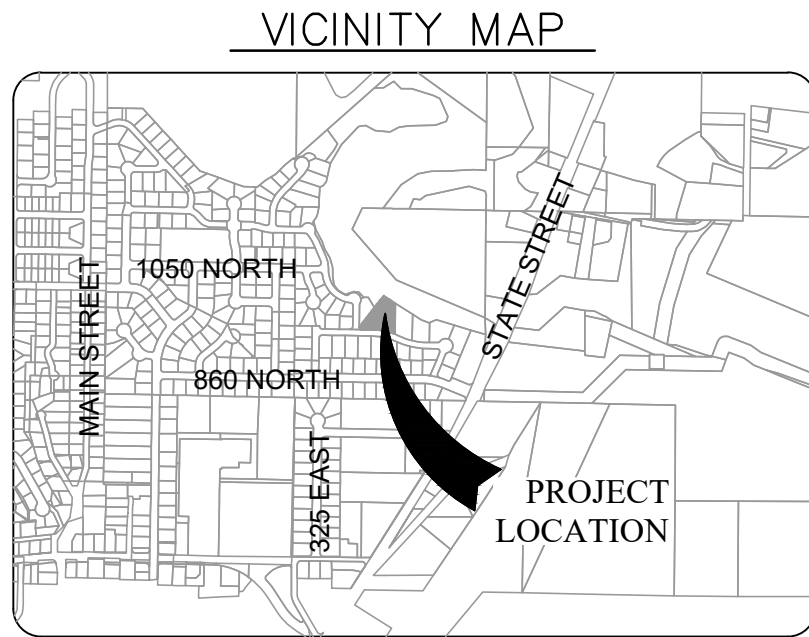 VICINITY MAP
STATE STREET
1050 NORTH
MAIN STREET
860 NORTH
325 EAST
PROJECT
LOCATION